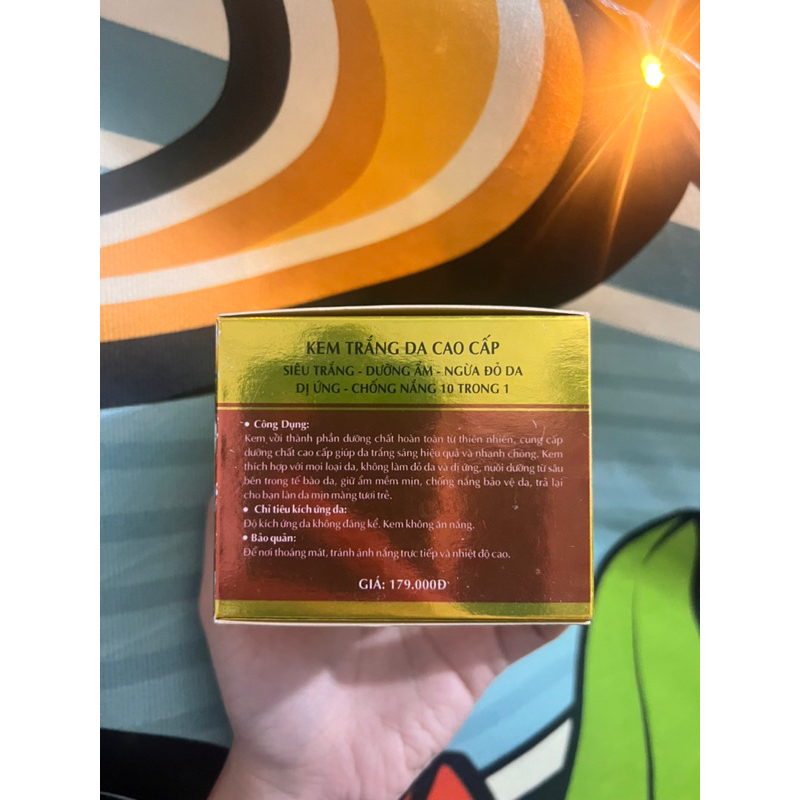 KEM TRẮNG DA CAO CẤP
SIÊU TRẮNG - DƯỠNG ẨM - NGỪA ĐỎ DA
DỊ ỨNG - CHỐNG NẮNG 10 TRONG 1
• Công Dụng:
Kem với thành phần dưỡng chất hoàn toàn từ thiên nhiên, cung cấp
dưỡng chất cao cấp giúp da trắng sáng hiệu quả và nhanh chóng. Kem
thích hợp với mọi loại da, không làm đỏ da và dị ứng, nuôi dưỡng từ sâu
bên trong tế bào da, giữ ẩm mềm mịn, chống nắng bảo vệ da, trả lại
cho bạn làn da mịn màng tươi trẻ.
• Chỉ tiêu kích ứng da:
Độ kích ứng da không đáng kể. Kem không ăn nắng.
• Bảo quản:
Để nơi thoáng mát, tránh ánh nắng trực tiếp và nhiệt độ cao.
GIÁ: 179.000Đ